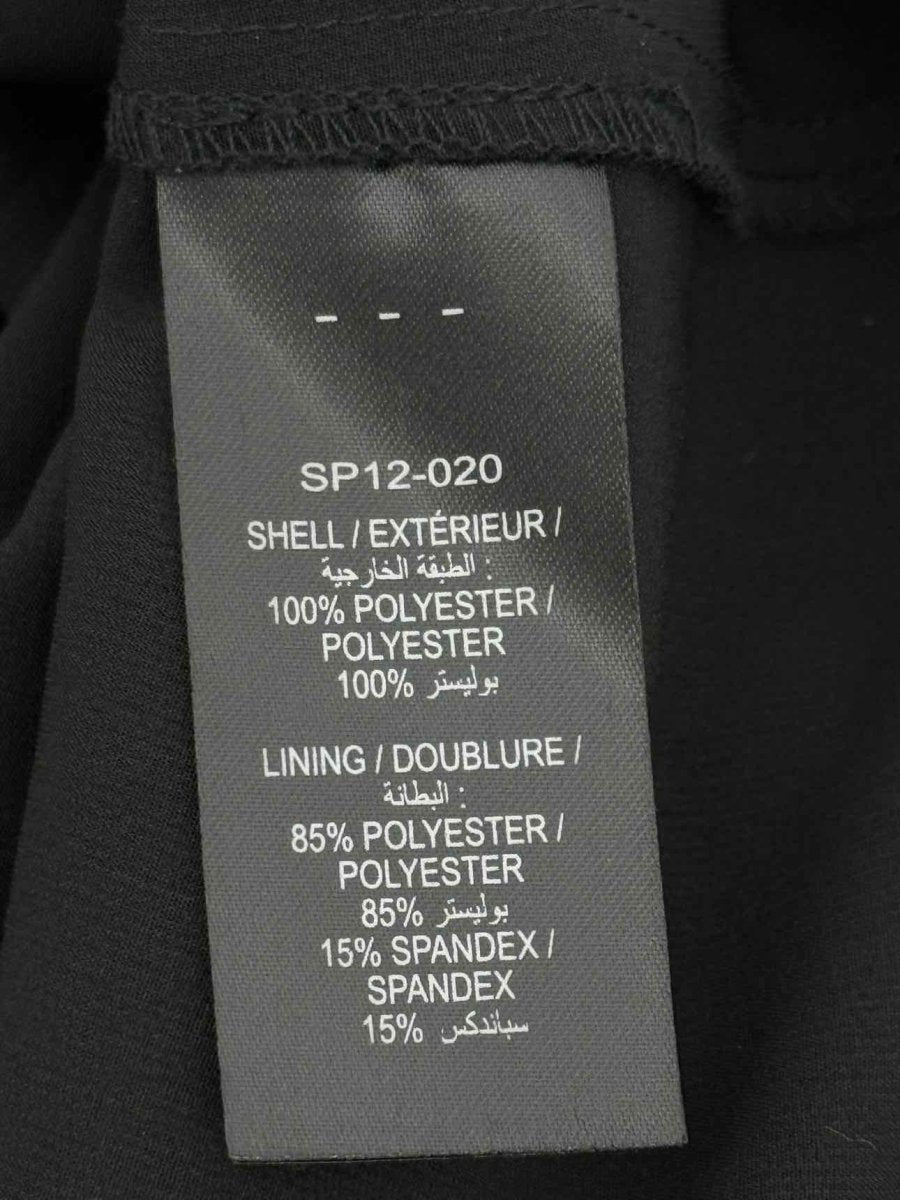 - - -
SP12-020
SHELL / EXTÉRIEUR /
الطبقة الخارجية :
100% POLYESTER /
POLYESTER
100% بوليستر
LINING / DOUBLURE /
البطانة :
85% POLYESTER /
POLYESTER
85% بوليستر
15% SPANDEX /
SPANDEX
15% سباندكس